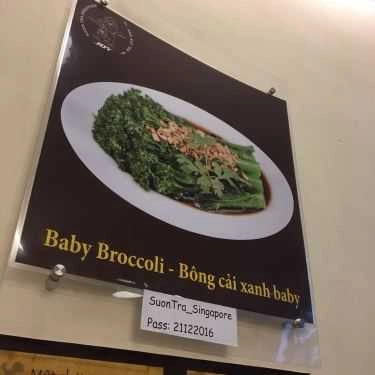 Baby Broccoli - Bông cải xanh baby
SuonTra_Singapore
Pass: 21122016